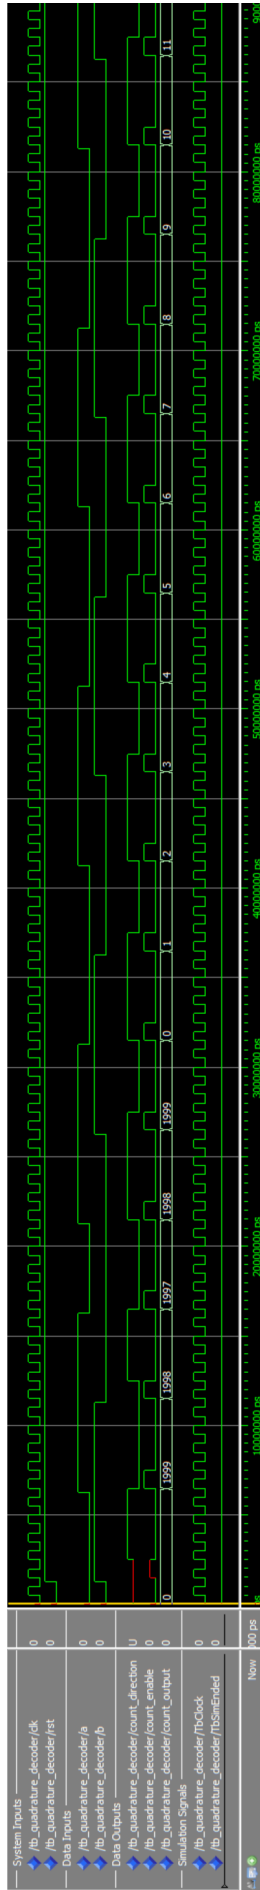 System Inputs
/tb_quadrature_decoder/clk 0
/tb_quadrature_decoder/rst 0
Data Inputs
/tb_quadrature_decoder/a 0
/tb_quadrature_decoder/b 0
Data Outputs
/tb_quadrature_decoder/count_direction U
/tb_quadrature_decoder/count_enable 0
/tb_quadrature_decoder/count_output 0 0 1999 1998 1997 1998 1999 0 1 2 3 4 5 6 7 8 9 10 11
Simulation Signals
/tb_quadrature_decoder/TbClock 0
/tb_quadrature_decoder/TbSimEnded 0
Now 000 ps ps 10000000 ps 20000000 ps 30000000 ps 40000000 ps 50000000 ps 60000000 ps 70000000 ps 80000000 ps 9000